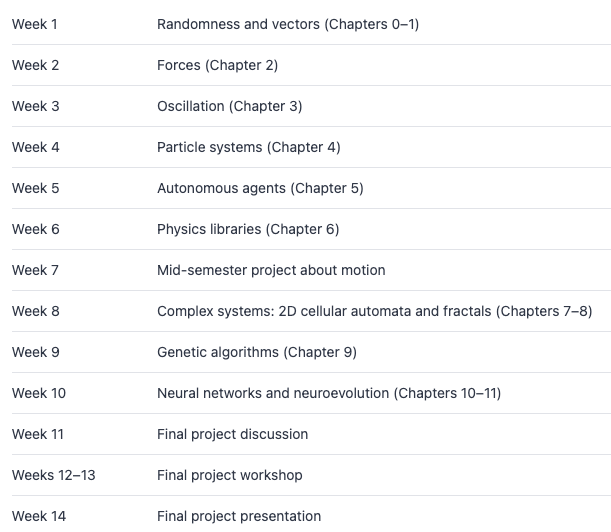 Week 1 Randomness and vectors (Chapters 0–1)
Week 2 Forces (Chapter 2)
Week 3 Oscillation (Chapter 3)
Week 4 Particle systems (Chapter 4)
Week 5 Autonomous agents (Chapter 5)
Week 6 Physics libraries (Chapter 6)
Week 7 Mid-semester project about motion
Week 8 Complex systems: 2D cellular automata and fractals (Chapters 7–8)
Week 9 Genetic algorithms (Chapter 9)
Week 10 Neural networks and neuroevolution (Chapters 10–11)
Week 11 Final project discussion
Weeks 12–13 Final project workshop
Week 14 Final project presentation